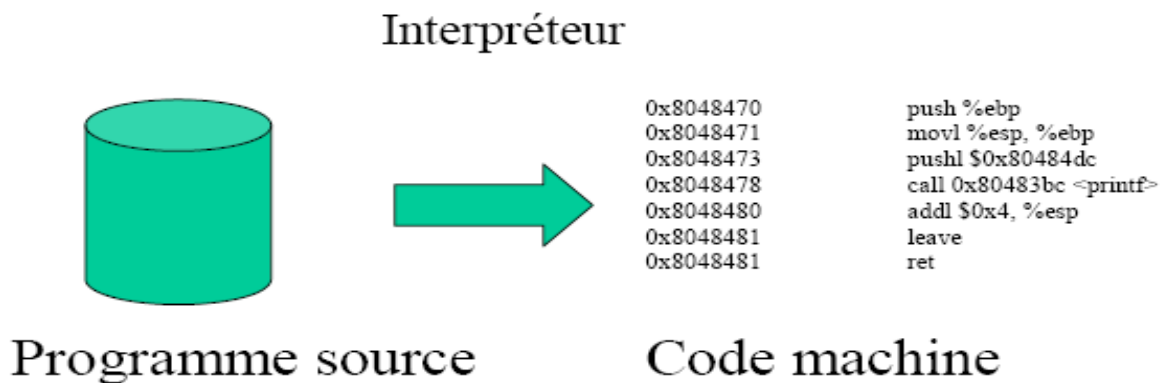 Interpréteur
0x8048470 push %ebp
0x8048471 movl %esp, %ebp
0x8048473 pushl $0x80484dc
0x8048478 call 0x80483bc <printf>
0x8048480 addl $0x4, %esp
0x8048481 leave
0x8048481 ret
Programme source Code machine